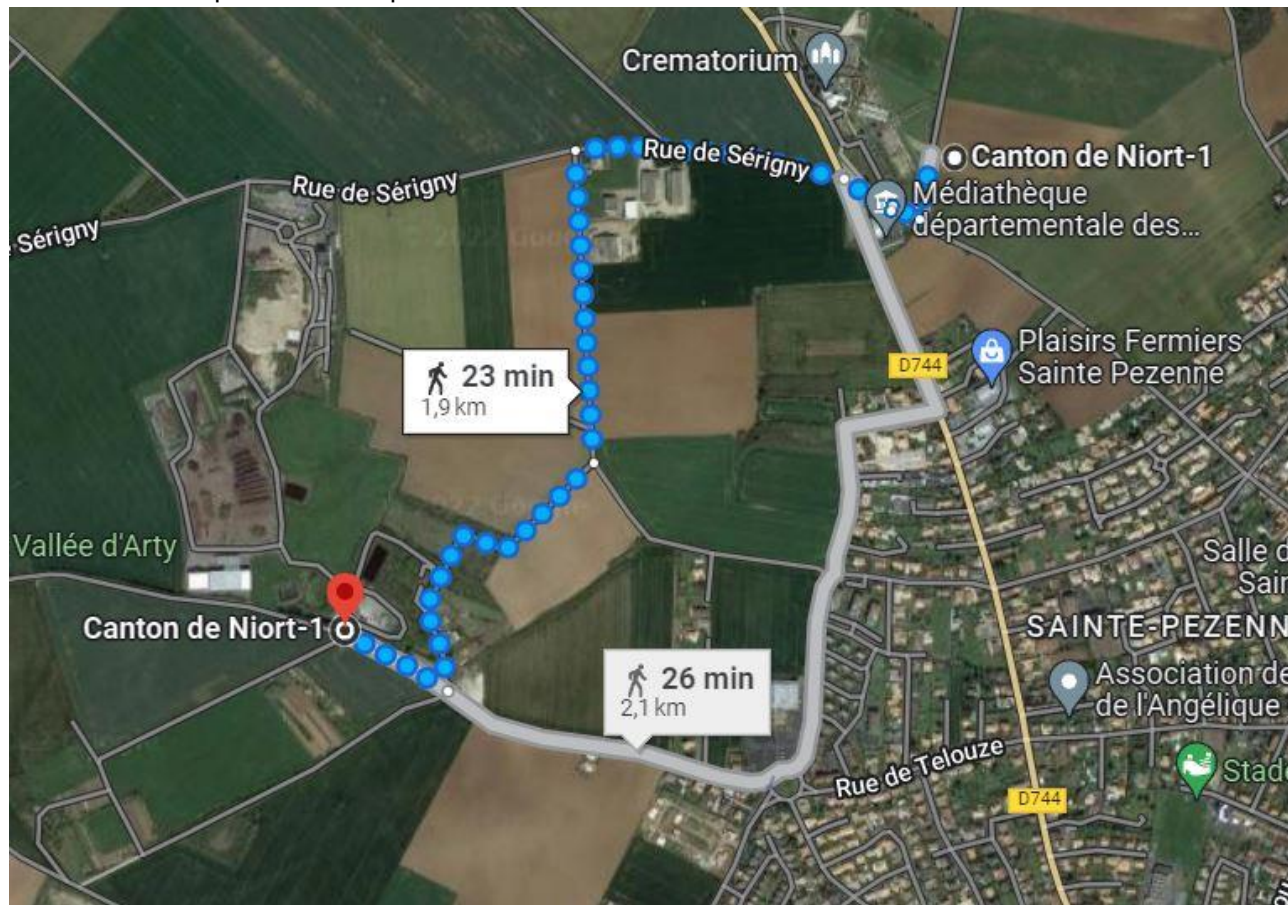 Crematorium
Rue de Sérigny
Canton de Niort-1
Rue de Sérigny
Médiathèque
départementale des...
e Sérigny
Plaisirs Fermiers
Sainte Pezenne
D744
23 min
1,9 km
Vallée d'Arty
Salle d
Sain
Canton de Niort-1
SAINTE-PEZENN
26 min
2,1 km
Association de
de l'Angélique
Rue de Telouze
Stade
D744